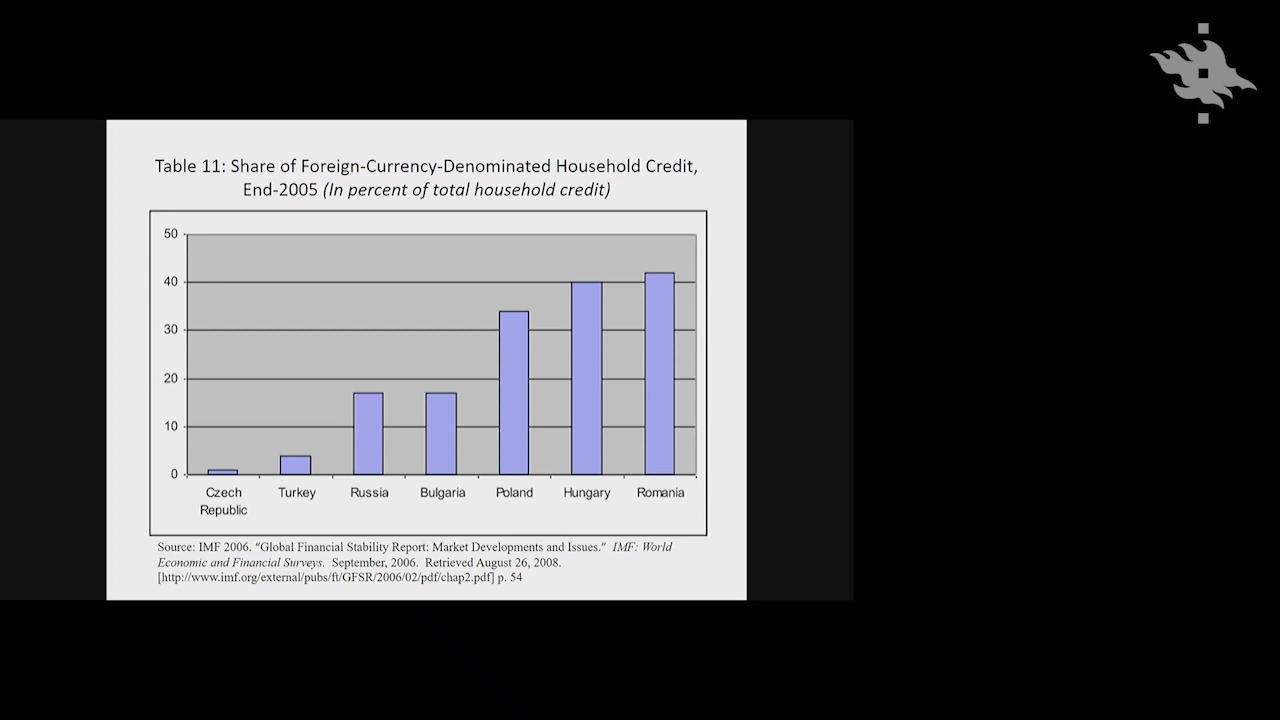 Table 11: Share of Foreign-Currency-Denominated Household Credit,
End-2005 (In percent of total household credit)
50
40
30
20
10
0
Czech Republic
Turkey
Russia
Bulgaria
Poland
Hungary
Romania
Source: IMF 2006. "Global Financial Stability Report: Market Developments and Issues." IMF: World
Economic and Financial Surveys. September, 2006. Retrieved August 26, 2008.
[http://www.imf.org/external/pubs/ft/GFSR/2006/02/pdf/chap2.pdf] p. 54